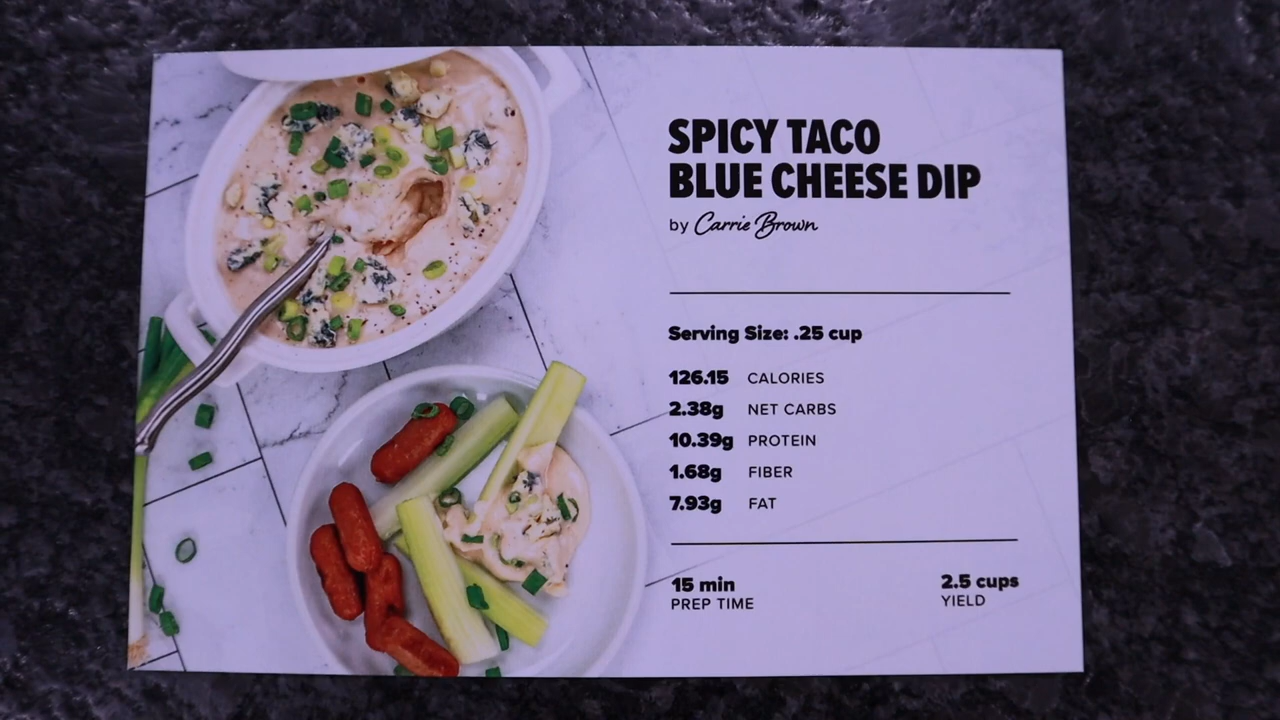 SPICY TACO
BLUE CHEESE DIP
by Carrie Brown
Serving Size: .25 cup
126.15 CALORIES
2.38g NET CARBS
10.39g PROTEIN
1.68g FIBER
7.93g FAT
15 min 2.5 cups
PREP TIME YIELD